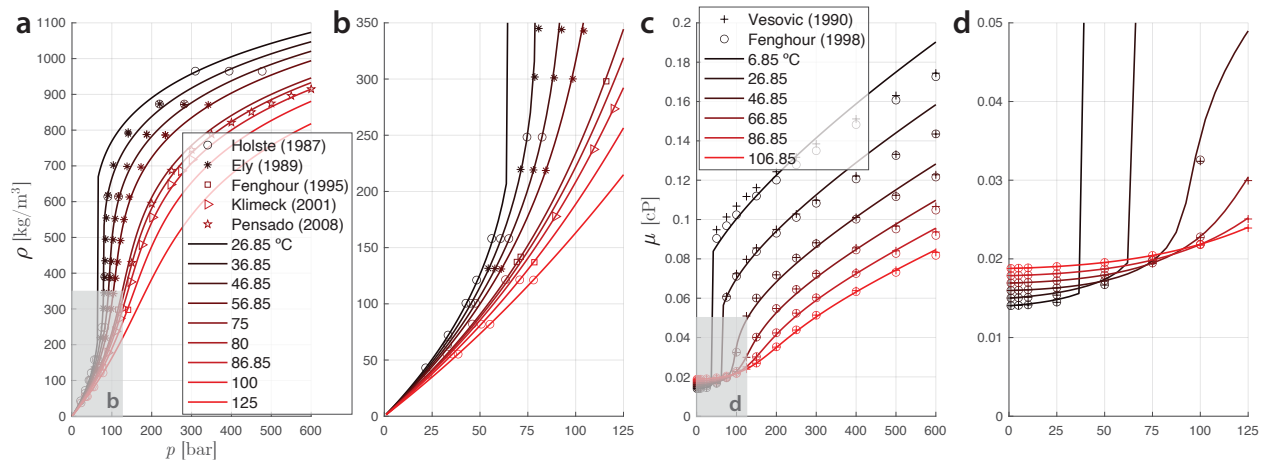 a
1100
1000
900
800
700
600
500
400
300
200
100
0
ρ [kg/m³]
Holste (1987)
Ely (1989)
Fenghour (1995)
Klimeck (2001)
Pensado (2008)
26.85 ºC
36.85
46.85
56.85
75
80
86.85
100
125
b
0 100 200 300 400 500 600
p [bar]
b
350
300
250
200
150
100
50
0
0 25 50 75 100 125
c
0.2
0.18
0.16
0.14
0.12
0.1
0.08
0.06
0.04
0.02
0
μ [cP]
Vesovic (1990)
Fenghour (1998)
6.85 ºC
26.85
46.85
66.85
86.85
106.85
d
0 100 200 300 400 500 600
d
0.05
0.04
0.03
0.02
0.01
0
0 25 50 75 100 125